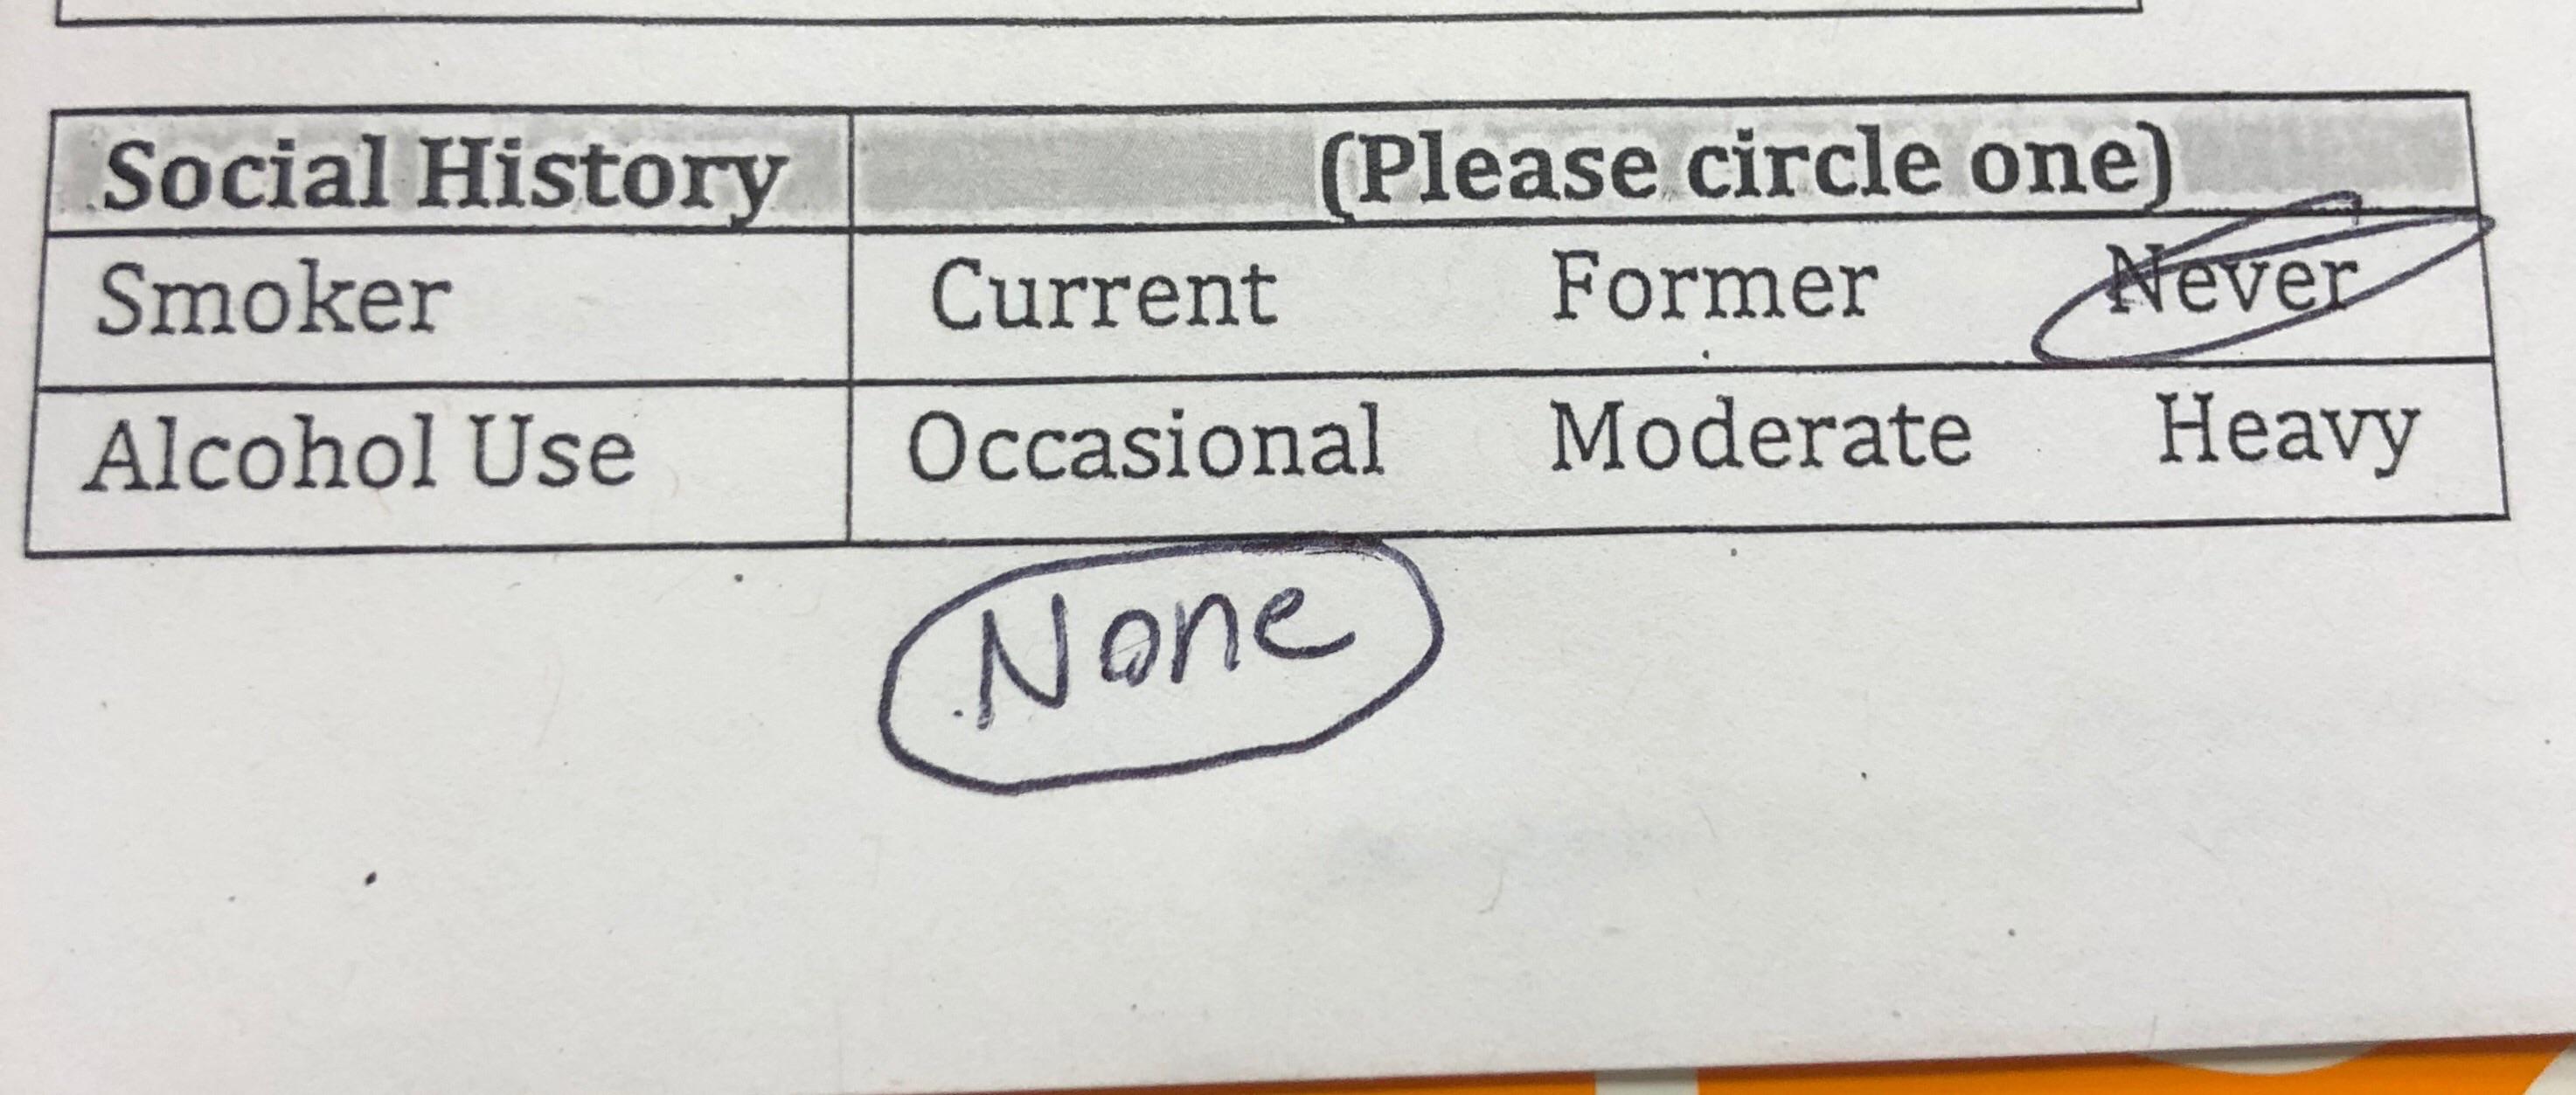 Social History (Please circle one)
Smoker Current Former Never
Alcohol Use Occasional Moderate Heavy
None